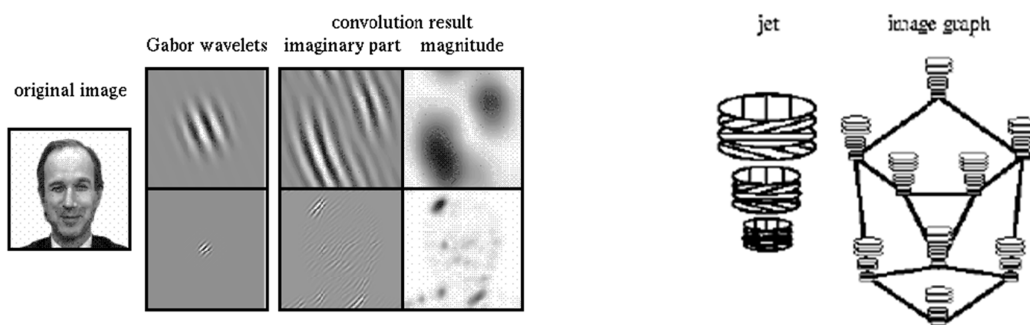 convolution result
Gabor wavelets imaginary part magnitude
original image
jet image graph